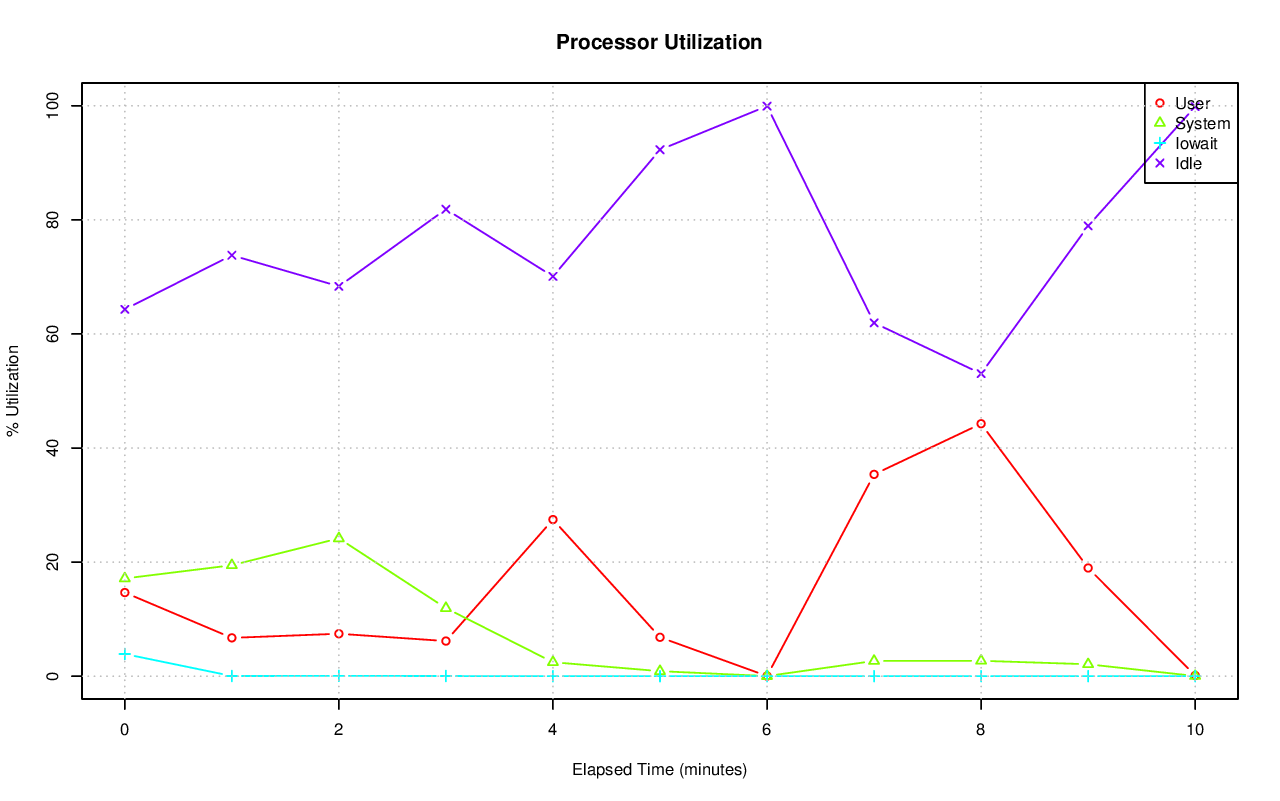 Processor Utilization
User
System
Iowait
Idle
% Utilization
100
80
60
40
20
0
0 2 4 6 8 10
Elapsed Time (minutes)